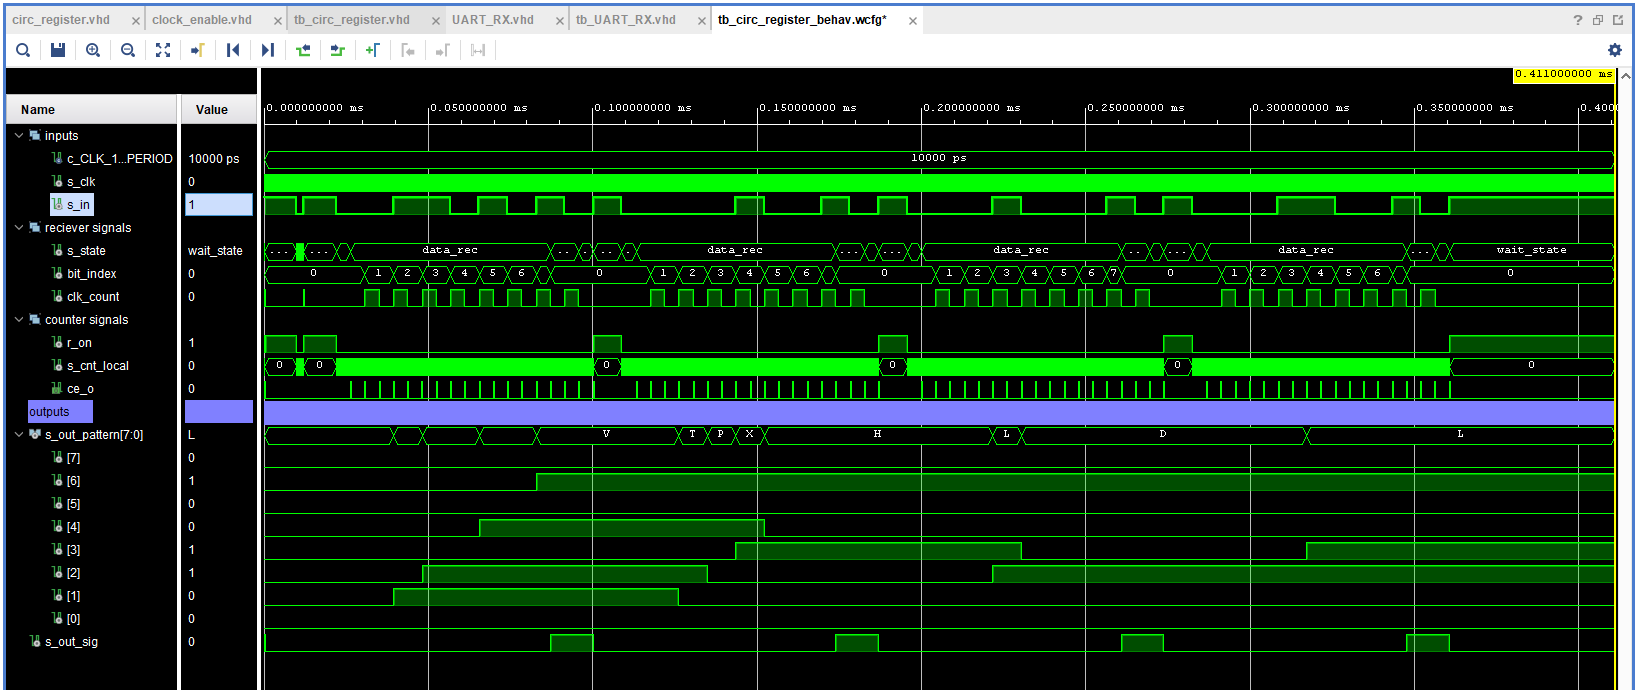 circ_register.vhd × clock_enable.vhd × tb_circ_register.vhd × UART_RX.vhd × tb_UART_RX.vhd × tb_circ_register_behav.wcfg* × ?
0.411000000 ms
Name Value 0.000000000 ms 0.050000000 ms 0.100000000 ms 0.150000000 ms 0.200000000 ms 0.250000000 ms 0.300000000 ms 0.350000000 ms 0.400
inputs
c_CLK_1...PERIOD 10000 ps 10000 ps
s_clk 0
s_in 1
reciever signals
s_state wait_state ... ... data_rec ... ... ... data_rec ... ... data_rec ... ... data_rec ... wait_state
bit_index 0 0 1 2 3 4 5 6 0 1 2 3 4 5 6 0 1 2 3 4 5 6 7 0 1 2 3 4 5 6 0
clk_count 0
counter signals
r_on 1
s_cnt_local 0 0 0 0 0 0 0
ce_o 0
outputs
s_out_pattern[7:0] L V T P X H L D L
[7] 0
[6] 1
[5] 0
[4] 0
[3] 1
[2] 1
[1] 0
[0] 0
s_out_sig 0